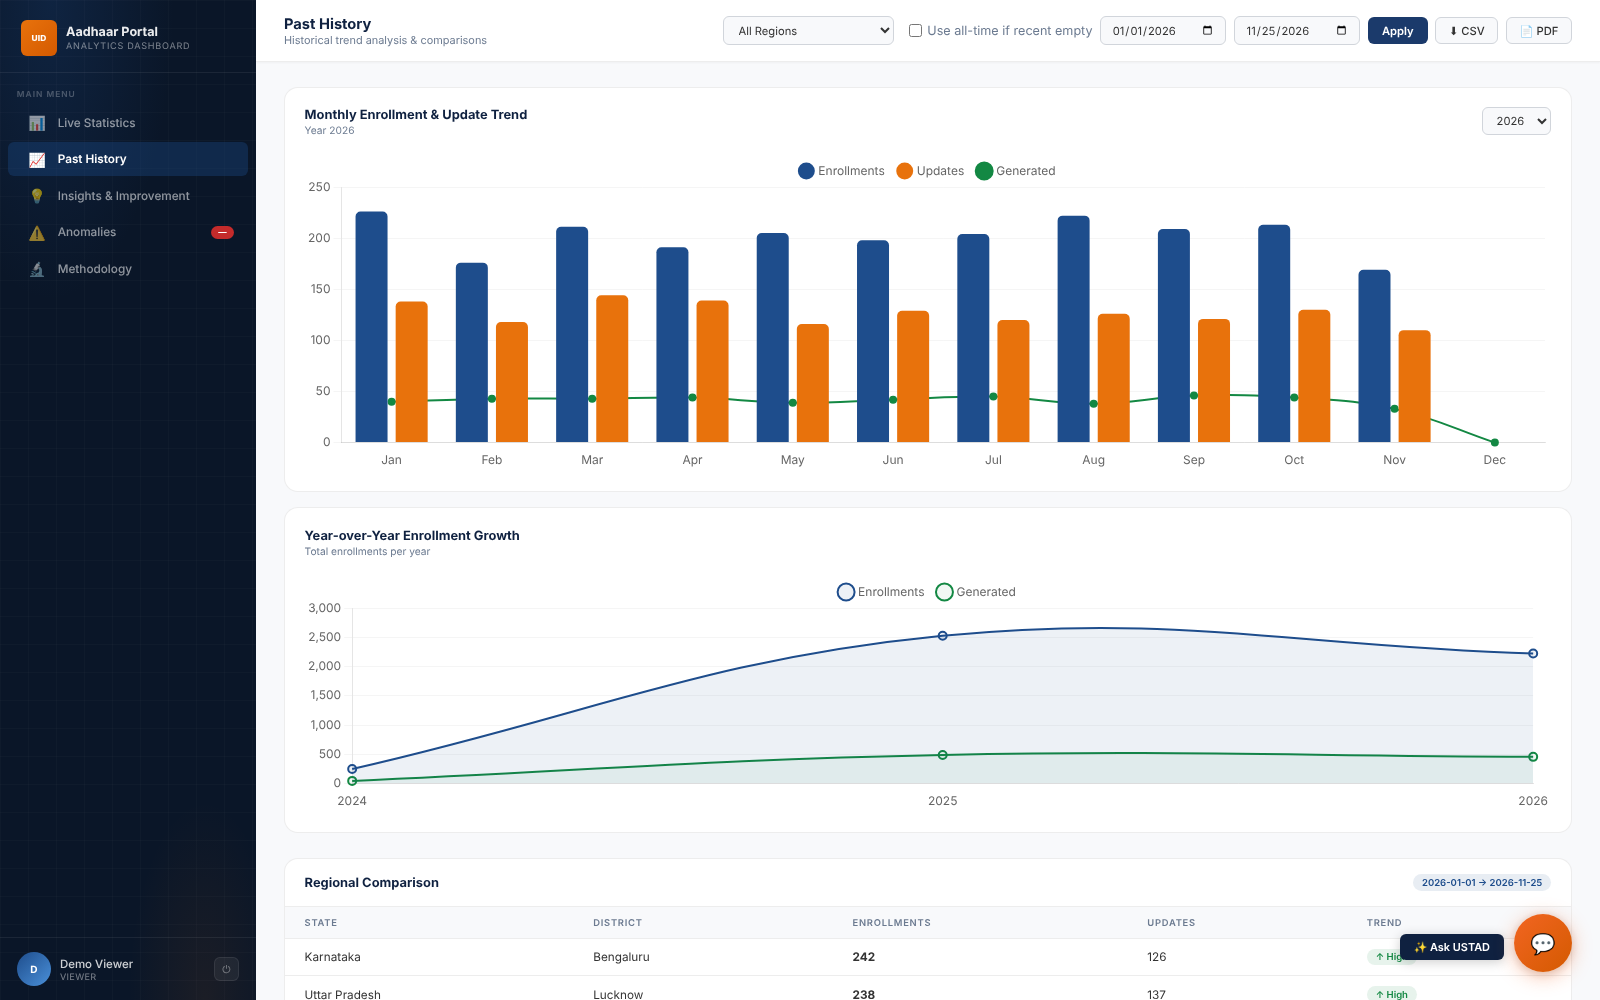 UID
Aadhaar Portal
ANALYTICS DASHBOARD
MAIN MENU
Live Statistics
Past History
Insights & Improvement
Anomalies —
Methodology
D
Demo Viewer
VIEWER
Past History
Historical trend analysis & comparisons
All Regions
Use all-time if recent empty
01/01/2026
11/25/2026
Apply
⬇ CSV
PDF
Monthly Enrollment & Update Trend
Year 2026
2026
Enrollments Updates Generated
250
200
150
100
50
0
Jan Feb Mar Apr May Jun Jul Aug Sep Oct Nov Dec
Year-over-Year Enrollment Growth
Total enrollments per year
Enrollments Generated
3,000
2,500
2,000
1,500
1,000
500
0
2024 2025 2026
Regional Comparison
2026-01-01 → 2026-11-25
STATE DISTRICT ENROLLMENTS UPDATES TREND
Karnataka Bengaluru 242 126
Uttar Pradesh Lucknow 238 137 ↑ High
✨ Ask USTAD